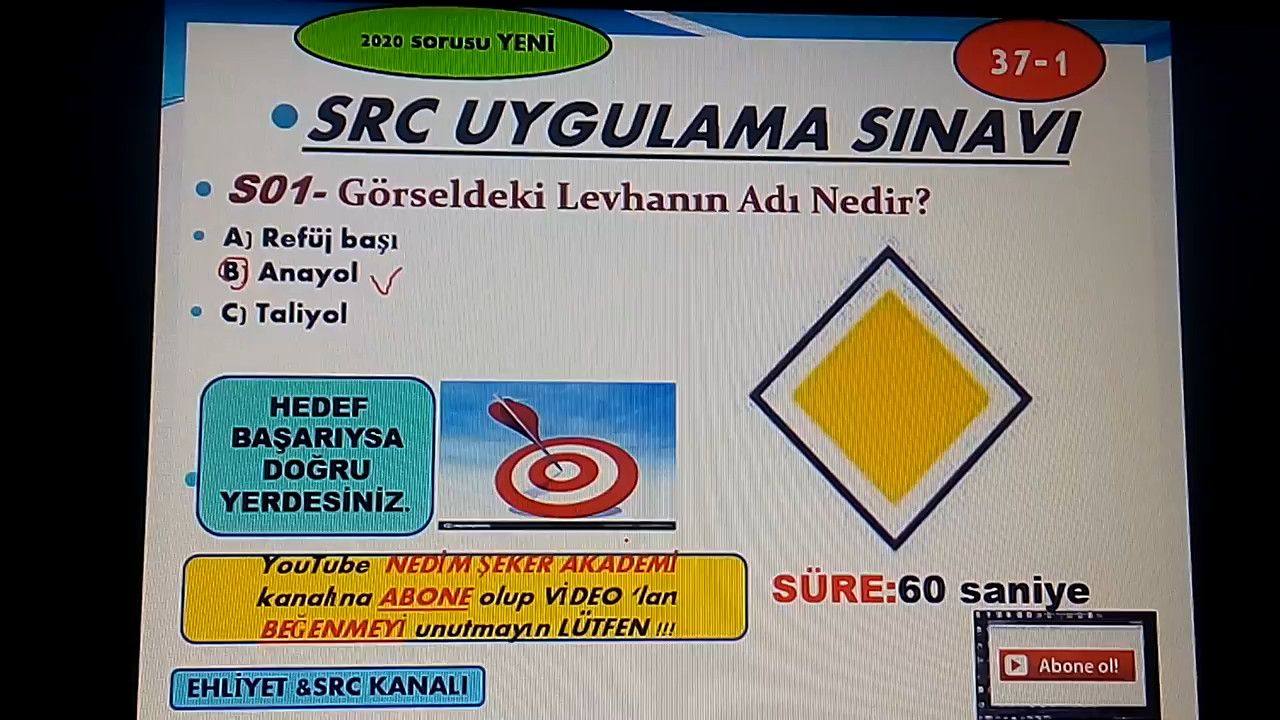 2020 sorusu YENİ
37-1
SRC UYGULAMA SINAVI
S01- Görseldeki Levhanın Adı Nedir?
A) Refüj başı
B) Anayol
C) Taliyol
HEDEF
BAŞARIYSA
DOĞRU
YERDESİNİZ.
YouTube NEDİM ŞEKER AKADEMİ
kanalına ABONE olup VİDEO 'ları
BEĞENMEYİ unutmayın LÜTFEN !!!
SÜRE:60 saniye
Abone ol!
EHLİYET &SRC KANALI